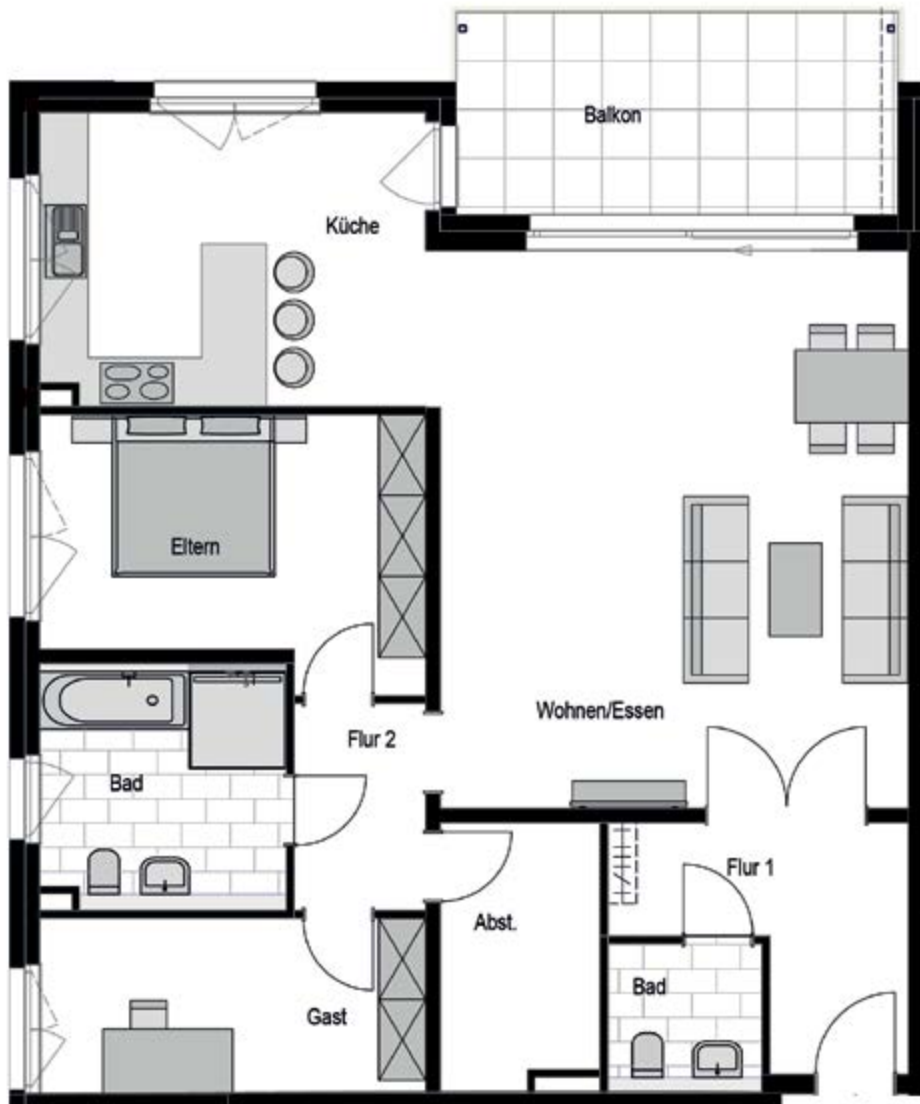 Balkon
Küche
Eltern
Wohnen/Essen
Flur 2
Bad
Flur 1
Abst.
Bad
Gast